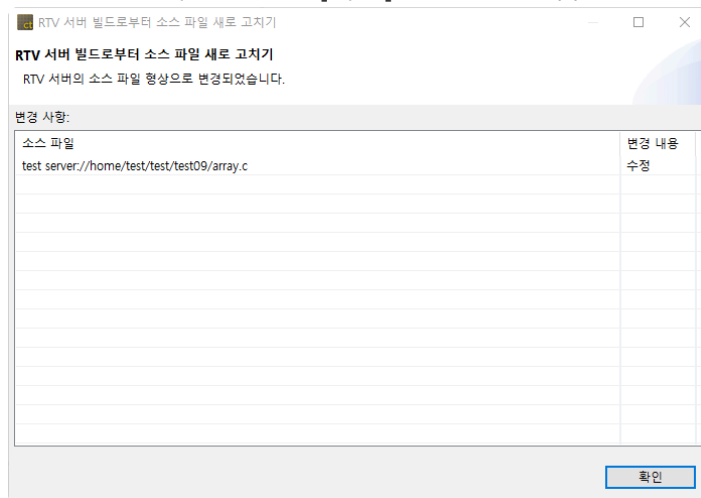 ct RTV 서버 빌드로부터 소스 파일 새로 고치기
RTV 서버 빌드로부터 소스 파일 새로 고치기
RTV 서버의 소스 파일 형상으로 변경되었습니다.
변경 사항:
소스 파일 변경 내용
test server://home/test/test/test09/array.c 수정
확인